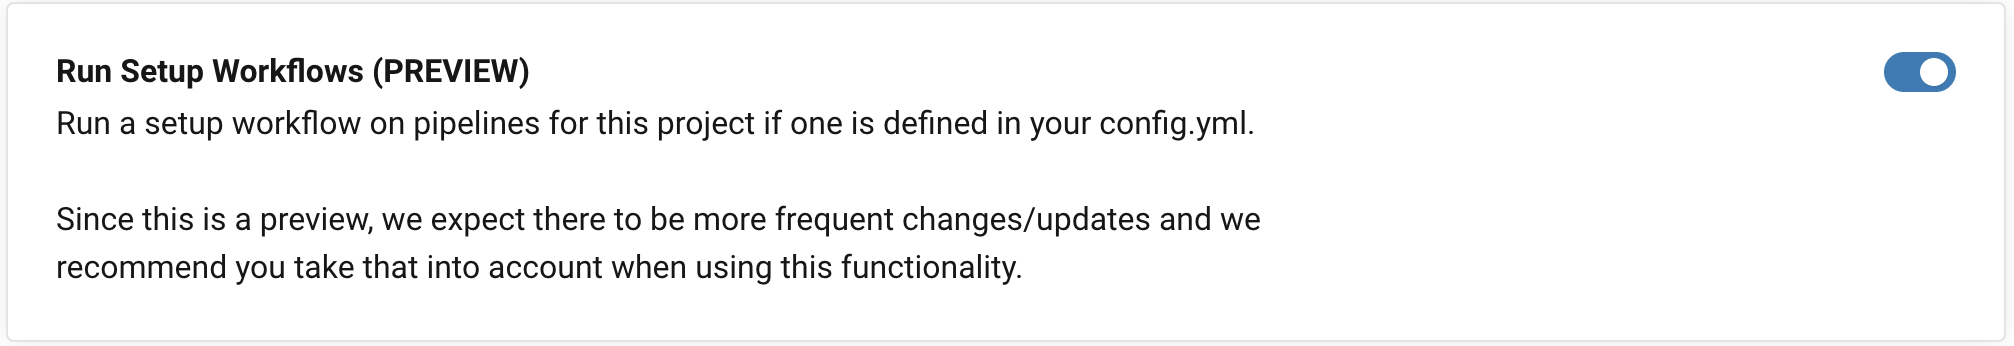 Run Setup Workflows (PREVIEW)
Run a setup workflow on pipelines for this project if one is defined in your config.yml.
Since this is a preview, we expect there to be more frequent changes/updates and we
recommend you take that into account when using this functionality.